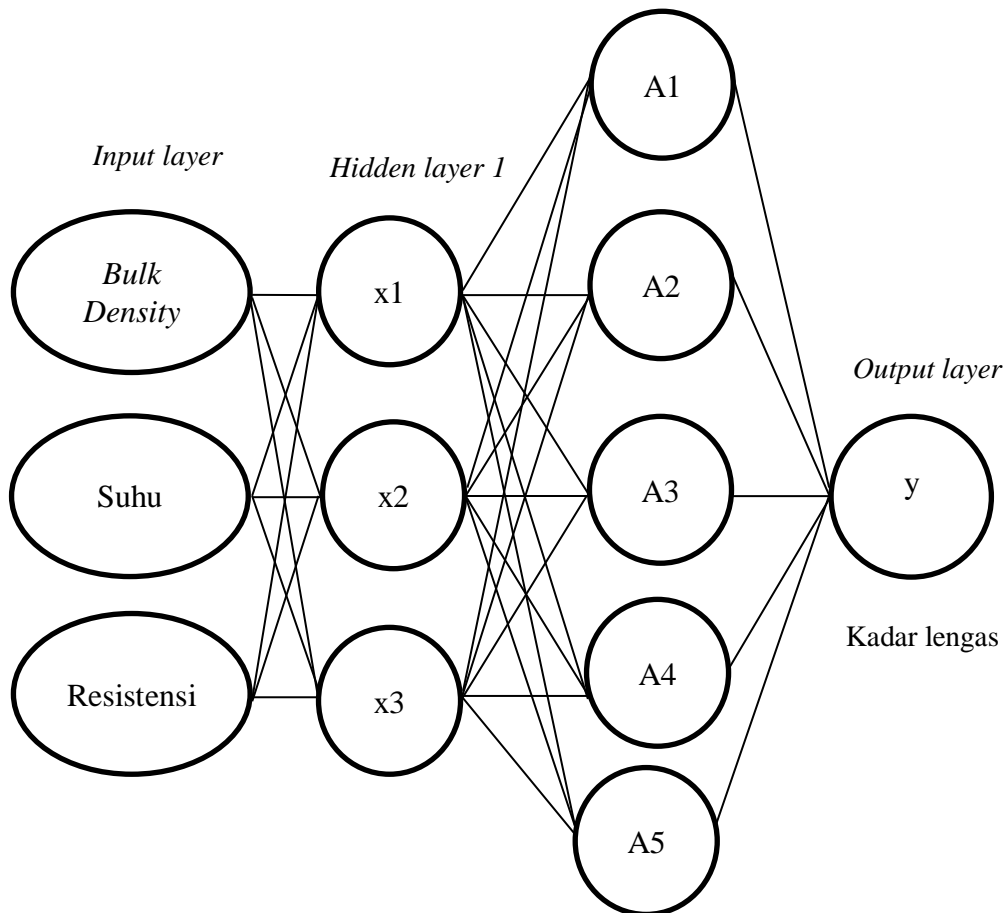 A1
Input layer
Hidden layer 1
Bulk
Density
x1
A2
Output layer
Suhu
x2
A3
y
Kadar lengas
Resistensi
x3
A4
A5